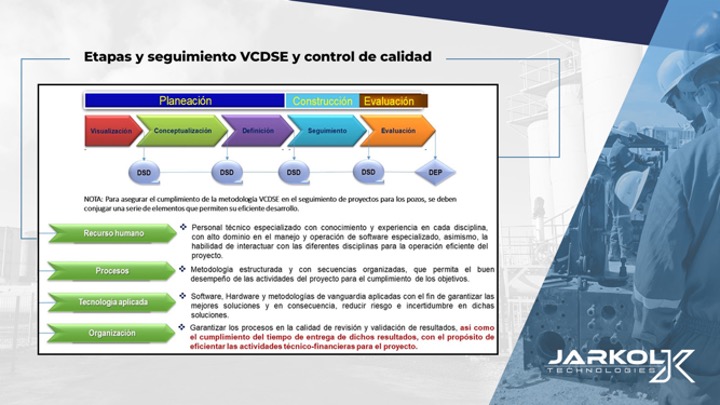 Etapas y seguimiento VCDSE y control de calidad
Planeación Construcción Evaluación
Visualización Conceptualización Definición Seguimiento Evaluación
DSD DSD DSD DSD DEP
NOTA: Para asegurar el cumplimiento de la metodología VCDSE en el seguimiento de proyectos para los pozos, se deben
conjugar una serie de elementos que permiten su eficiente desarrollo.
Recurso humano
❖ Personal técnico especializado con conocimiento y experiencia en cada disciplina,
con alto dominio en el manejo y operación de software especializado, asimismo, la
habilidad de interactuar con las diferentes disciplinas para la operación eficiente del
proyecto.
Procesos
❖ Metodología estructurada y con secuencias organizadas, que permita el buen
desempeño de las actividades del proyecto para el cumplimiento de los objetivos.
Tecnología aplicada
❖ Software, Hardware y metodologías de vanguardia aplicadas con el fin de garantizar las
mejores soluciones y en consecuencia, reducir riesgo e incertidumbre en dichas
soluciones.
Organización
❖ Garantizar los procesos en la calidad de revisión y validación de resultados, así como
el cumplimiento del tiempo de entrega de dichos resultados, con el propósito de
eficientar las actividades técnico-financieras para el proyecto.
JARKOL
TECHNOLOGIES